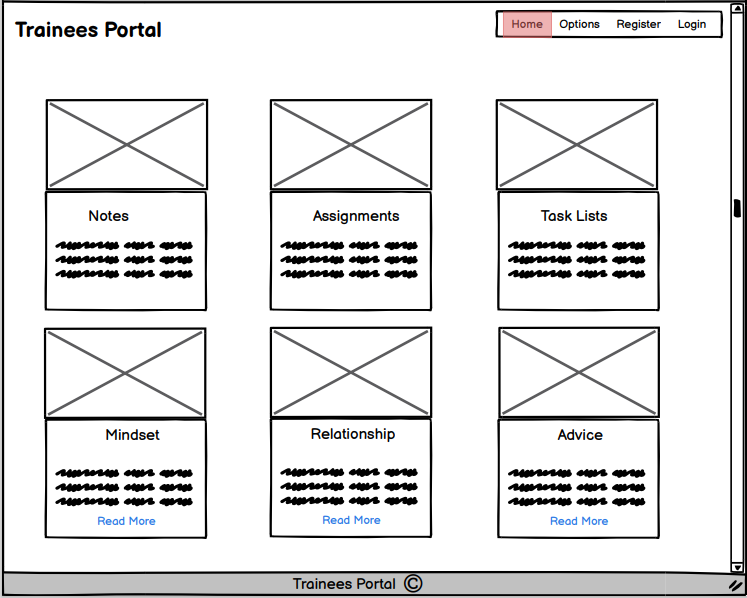 Trainees Portal
Home Options Register Login
Notes Assignments Task Lists
Mindset Relationship Advice
Read More Read More Read More
Trainees Portal ©